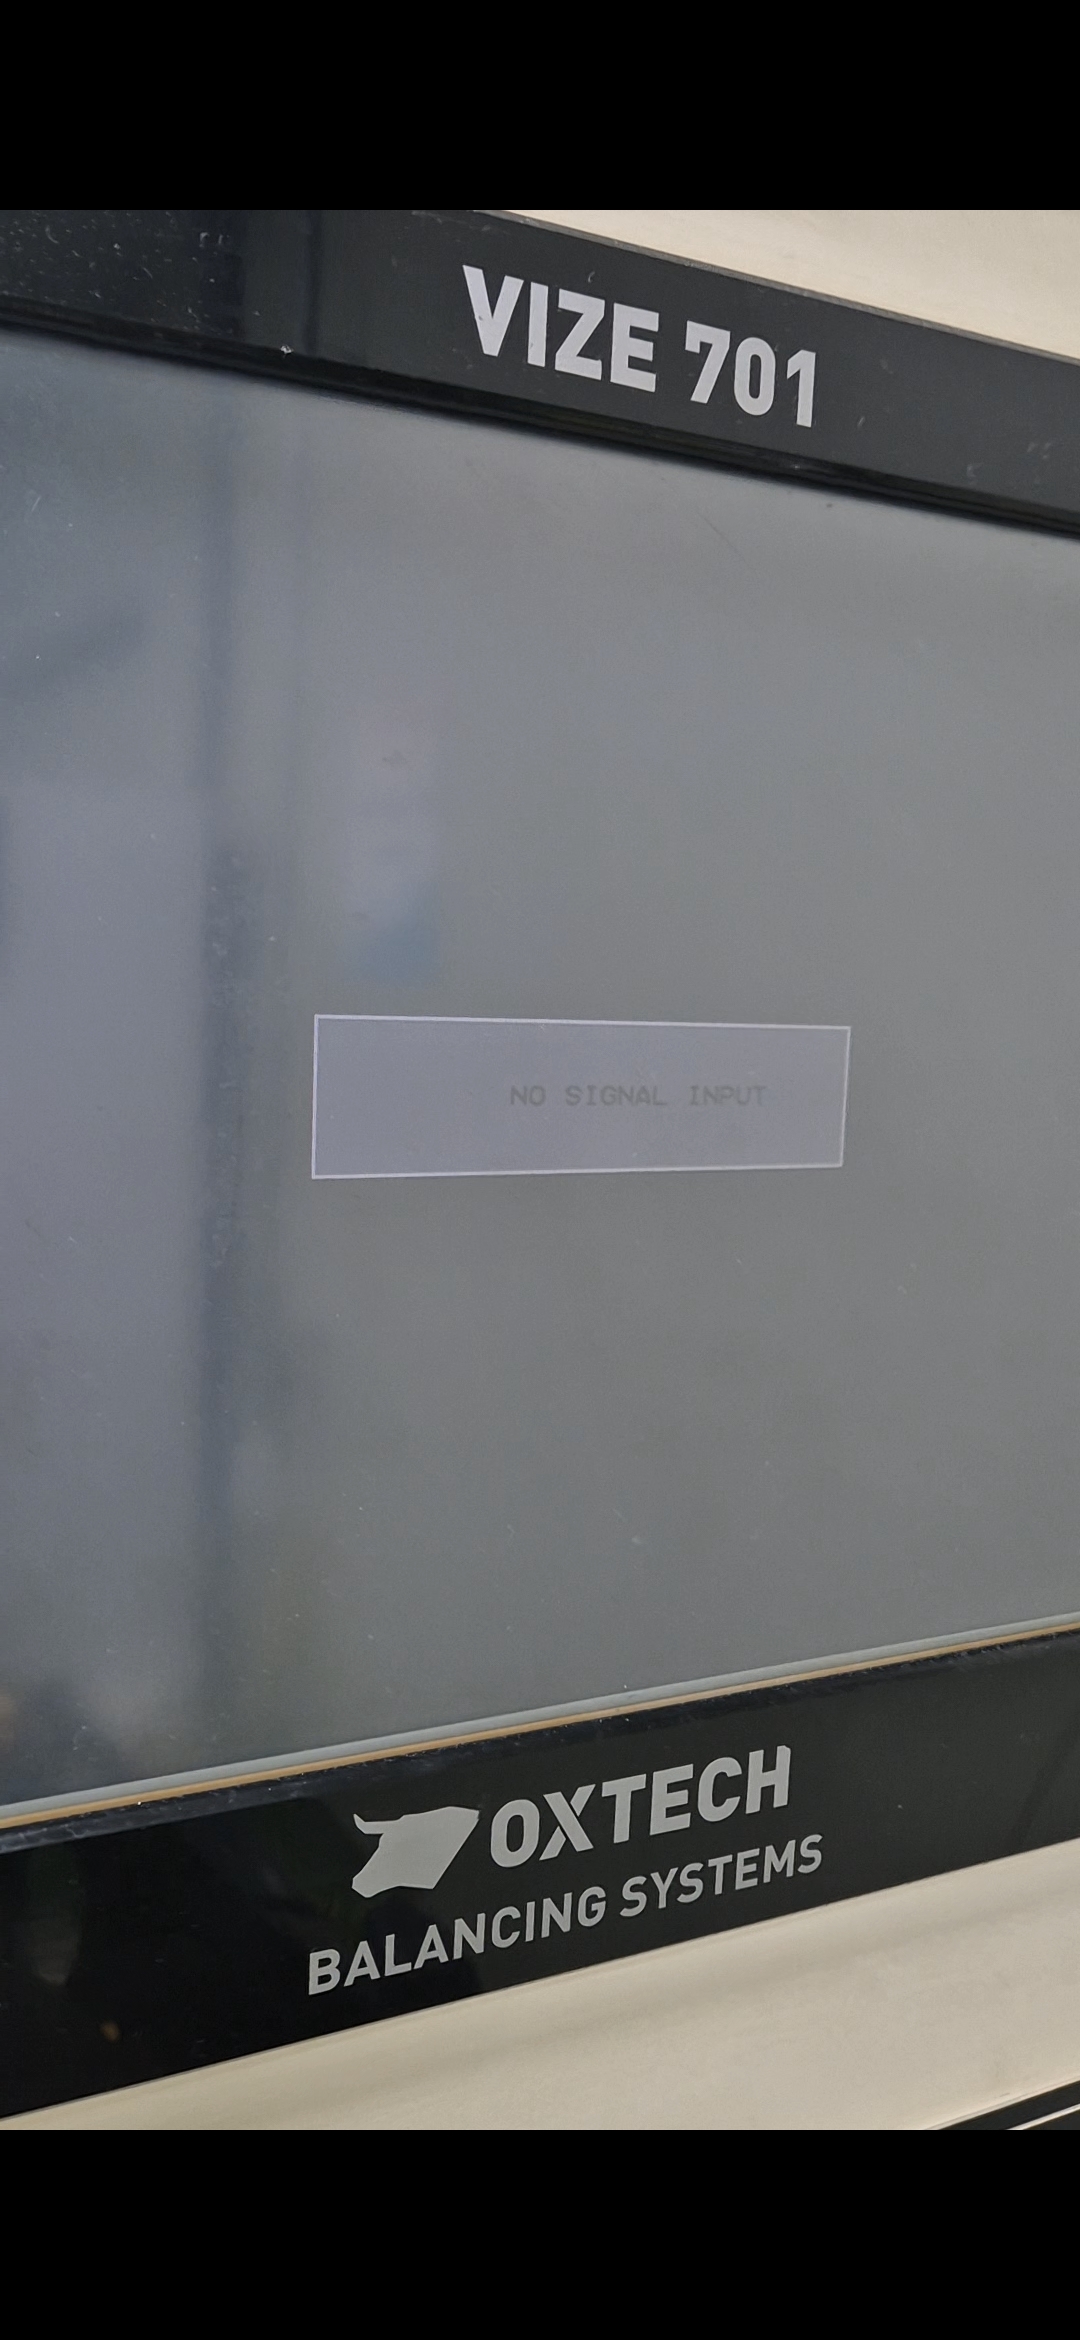 VIZE 701
NO SIGNAL INPUT
OXTECH
BALANCING SYSTEMS